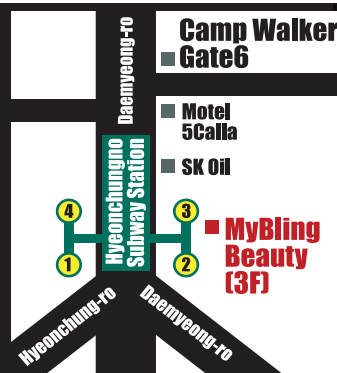 Camp Walker
Gate6
Daemyeong-ro
Motel
5Calla
SK Oil
Hyeonchungno
Subway Station
4
3
1
2
MyBling
Beauty
(3F)
Hyeonchung-ro
Daemyeong-ro